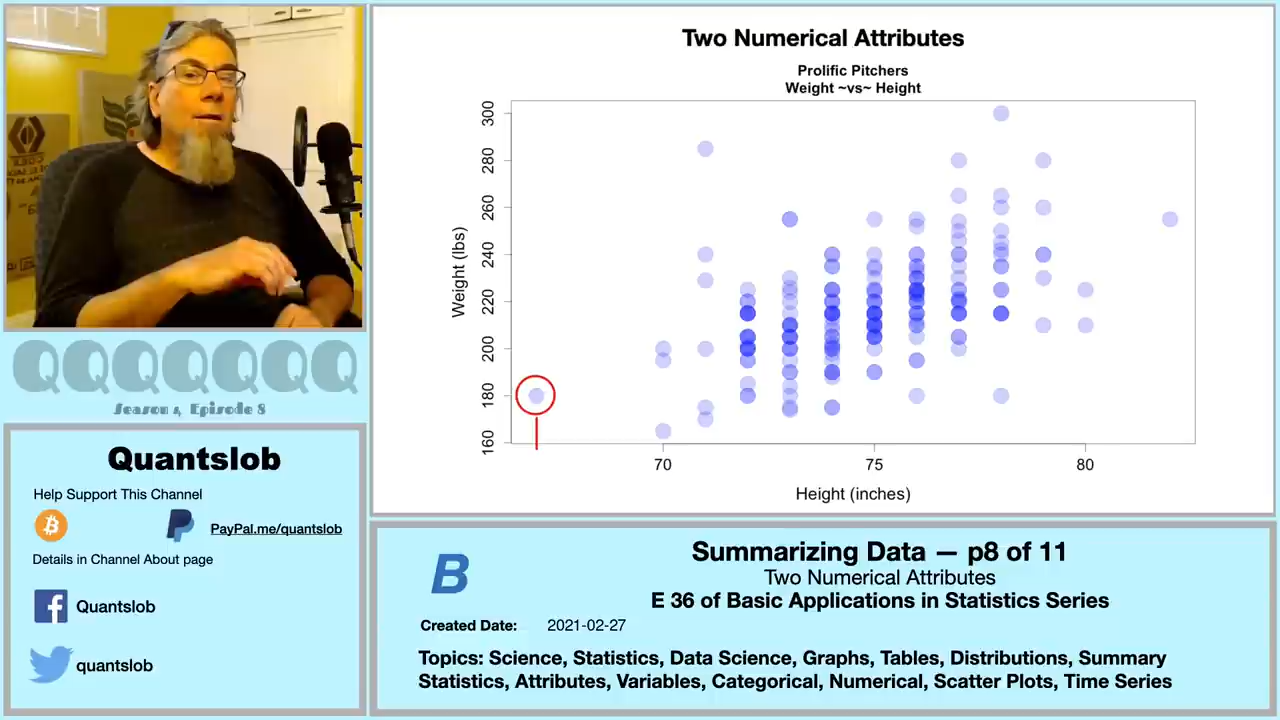 Two Numerical Attributes
Prolific Pitchers
Weight ~vs~ Height
300
280
260
240
220
200
180
160
Weight (lbs)
70
75
80
Height (inches)
QQQQQQQ
Season 1, Episode 8
Quantslob
Help Support This Channel
PayPal.me/quantslob
Details in Channel About page
Quantslob
quantslob
B
Summarizing Data — p8 of 11
Two Numerical Attributes
E 36 of Basic Applications in Statistics Series
Created Date: 2021-02-27
Topics: Science, Statistics, Data Science, Graphs, Tables, Distributions, Summary
Statistics, Attributes, Variables, Categorical, Numerical, Scatter Plots, Time Series